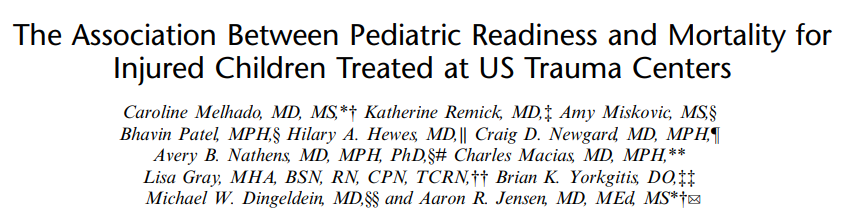 The Association Between Pediatric Readiness and Mortality for
Injured Children Treated at US Trauma Centers
Caroline Melhado, MD, MS,*† Katherine Remick, MD,‡ Amy Miskovic, MS,§
Bhavin Patel, MPH,§ Hilary A. Hewes, MD,∥ Craig D. Newgard, MD, MPH,¶
Avery B. Nathens, MD, MPH, PhD,§# Charles Macias, MD, MPH,**
Lisa Gray, MHA, BSN, RN, CPN, TCRN,†† Brian K. Yorkgitis, DO,‡‡
Michael W. Dingeldein, MD,§§ and Aaron R. Jensen, MD, MEd, MS*†✉